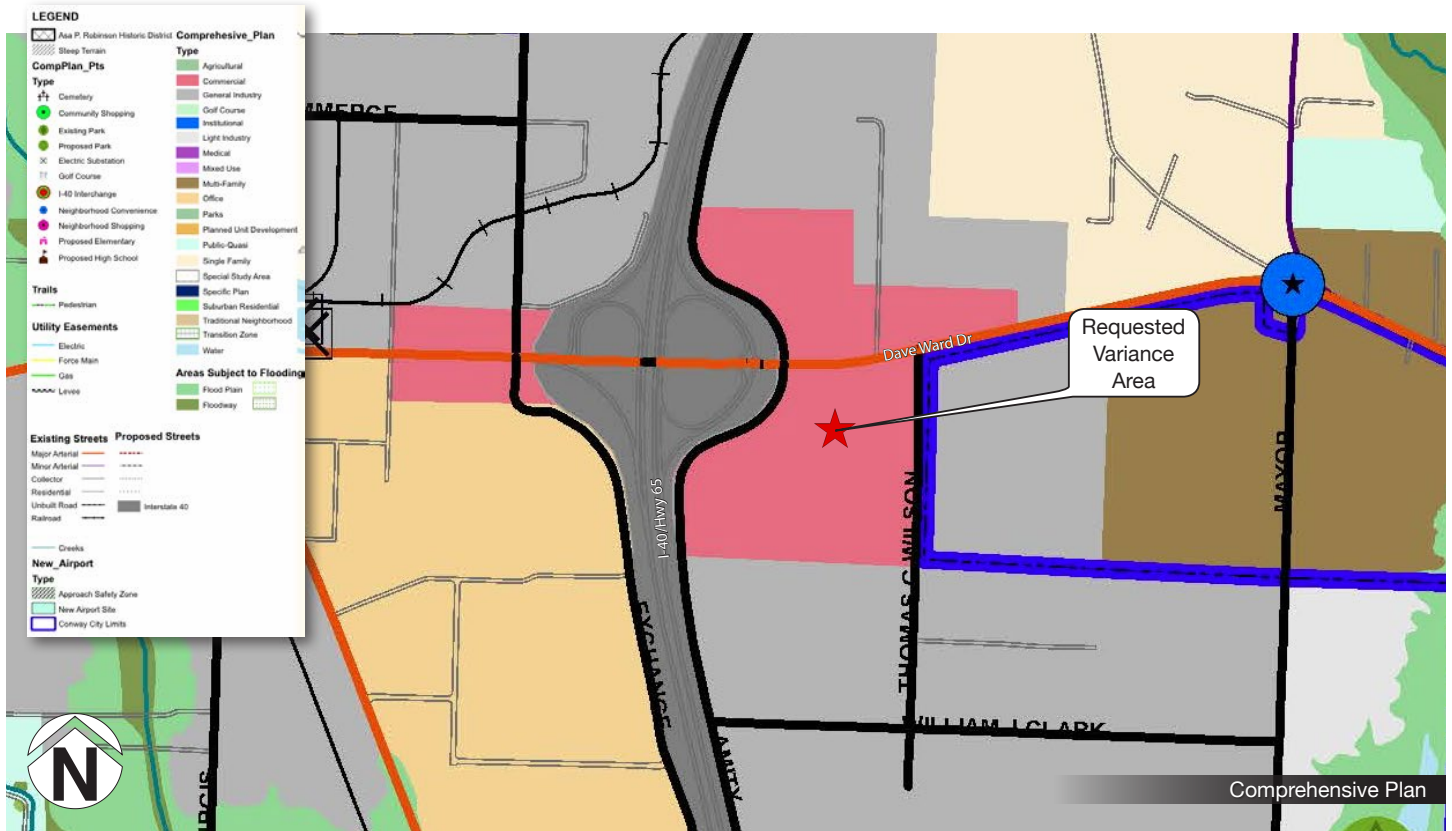 LEGEND
Asa P. Robinson Historic District
Steep Terrain
CompPlan_Pts
Type
Cemetery
Community Shopping
Existing Park
Proposed Park
Electric Substation
Golf Course
I-40 Interchange
Neighborhood Convenience
Neighborhood Shopping
Proposed Elementary
Proposed High School
Trails
Pedestrian
Utility Easements
Electric
Force Main
Gas
Levee
Existing Streets
Proposed Streets
Major Arterial
Minor Arterial
Collector
Residential
Unbuilt Road
Railroad
Interstate 40
Creeks
New_Airport
Type
Approach Safety Zone
New Airport Site
Conway City Limits
Comprehesive_Plan
Type
Agricultural
Commercial
General Industry
Golf Course
Institutional
Light Industry
Medical
Mixed Use
Multi-Family
Office
Parks
Planned Unit Development
Public-Quasi
Single Family
Special Study Area
Specific Plan
Suburban Residential
Traditional Neighborhood
Transition Zone
Water
Areas Subject to Flooding
Flood Plain
Floodway
Dave Ward Dr
Requested
Variance
Area
I-40/Hwy 65
THOMAS G WILSON
MAYOR
EXCHANGE
AMITY
WILLIAM J CLARK
N
Comprehensive Plan